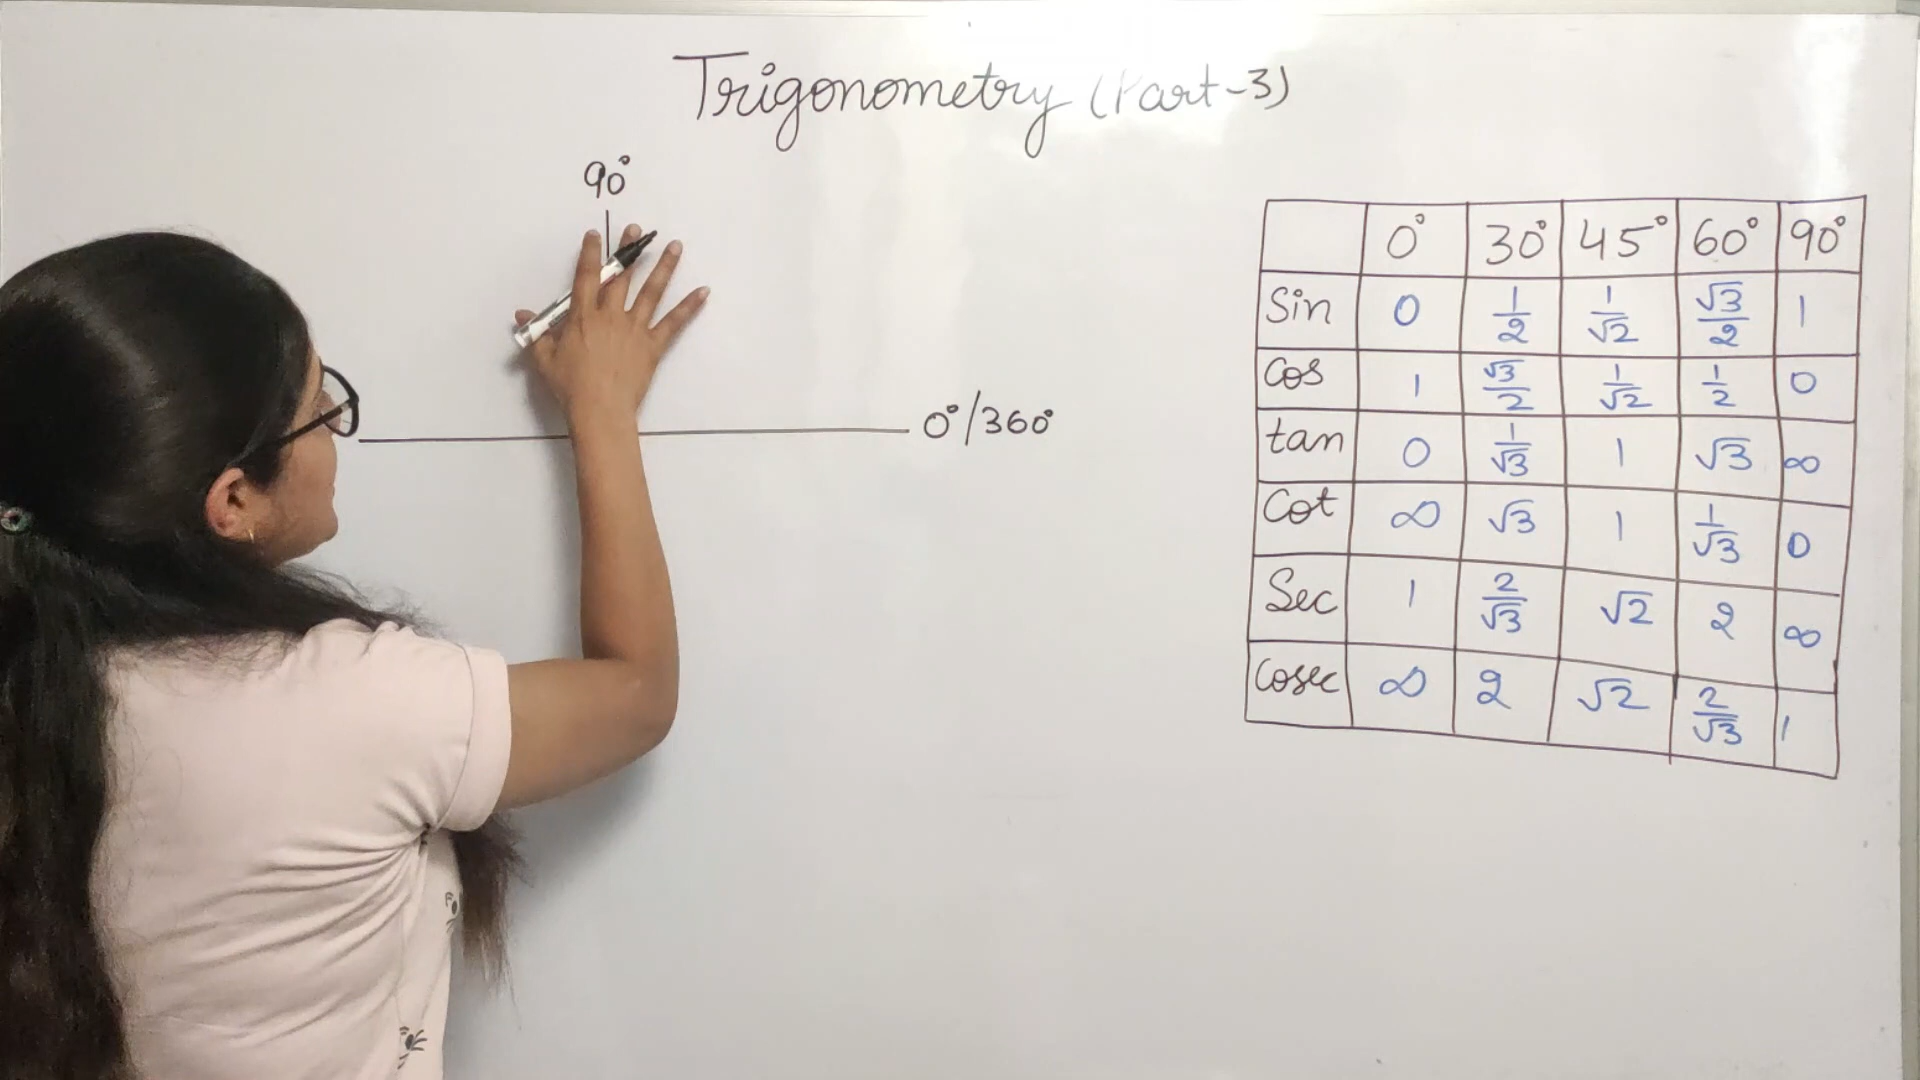 Trigonometry (Part-3)
90°
0°/360°
0° 30° 45° 60° 90°
Sin 0 1/2 1/√2 √3/2 1
Cos 1 √3/2 1/√2 1/2 0
tan 0 1/√3 1 √3 ∞
Cot ∞ √3 1 1/√3 0
Sec 1 2/√3 √2 2 ∞
Cosec ∞ 2 √2 2/√3 1